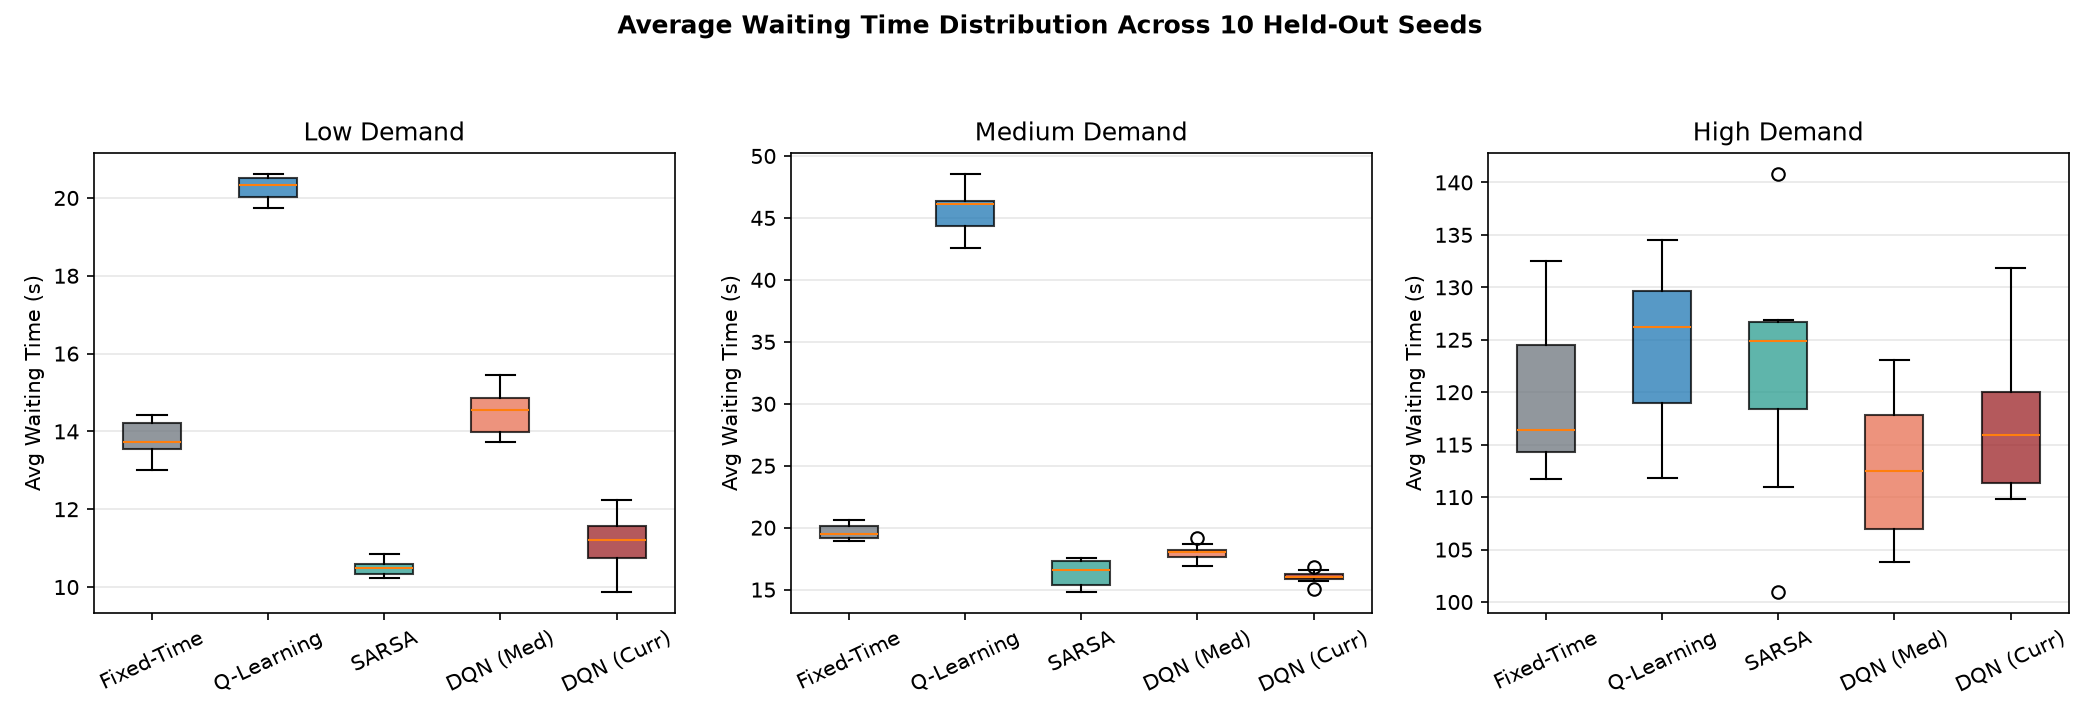 Average Waiting Time Distribution Across 10 Held-Out Seeds
Low Demand
Avg Waiting Time (s)
20
18
16
14
12
10
Fixed-Time
Q-Learning
SARSA
DQN (Med)
DQN (Curr)
Medium Demand
Avg Waiting Time (s)
50
45
40
35
30
25
20
15
Fixed-Time
Q-Learning
SARSA
DQN (Med)
DQN (Curr)
High Demand
Avg Waiting Time (s)
140
135
130
125
120
115
110
105
100
Fixed-Time
Q-Learning
SARSA
DQN (Med)
DQN (Curr)